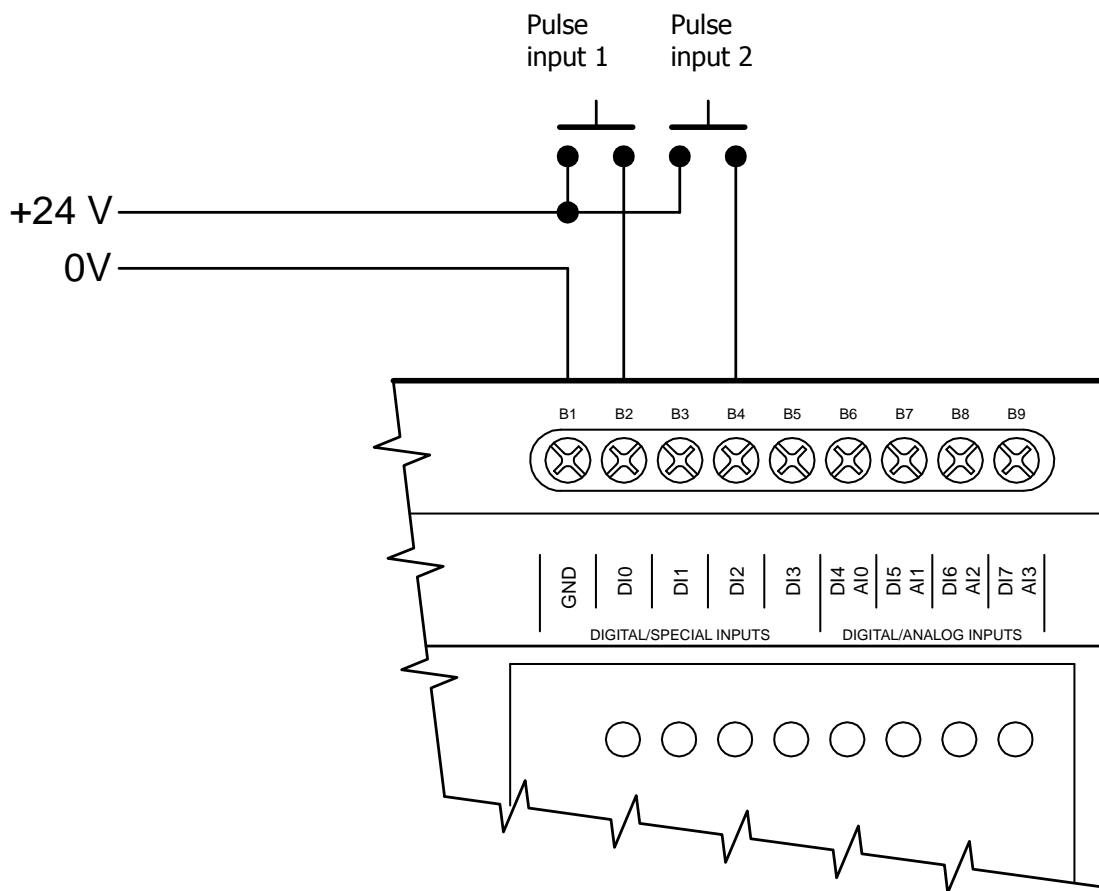 Pulse
input 1
Pulse
input 2
+24 V
0V
B1 B2 B3 B4 B5 B6 B7 B8 B9
GND
DI0
DI1
DI2
DI3
DI4
AI0
DI5
AI1
DI6
AI2
DI7
AI3
DIGITAL/SPECIAL INPUTS
DIGITAL/ANALOG INPUTS